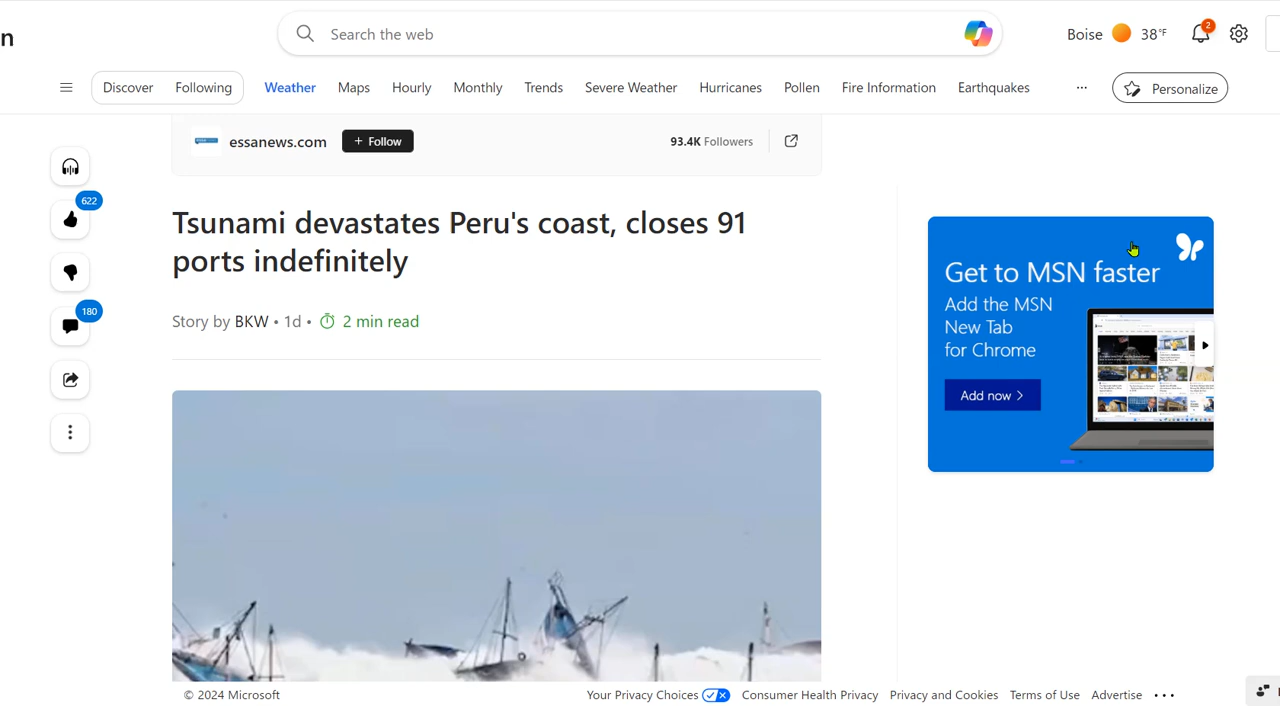 n
Search the web
Boise 38°F 2
Discover Following Weather Maps Hourly Monthly Trends Severe Weather Hurricanes Pollen Fire Information Earthquakes ... Personalize
essanews.com + Follow 93.4K Followers
622
180
Tsunami devastates Peru's coast, closes 91
ports indefinitely
Story by BKW • 1d • 2 min read
Get to MSN faster
Add the MSN
New Tab
for Chrome
Add now >
© 2024 Microsoft Your Privacy Choices Consumer Health Privacy Privacy and Cookies Terms of Use Advertise ...